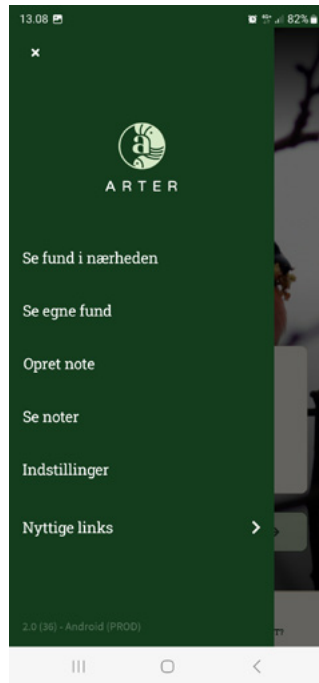 13.08
82%
ARTER
Se fund i nærheden
Se egne fund
Opret note
Se noter
Indstillinger
Nyttige links
2.0 (36) - Android (PROD)